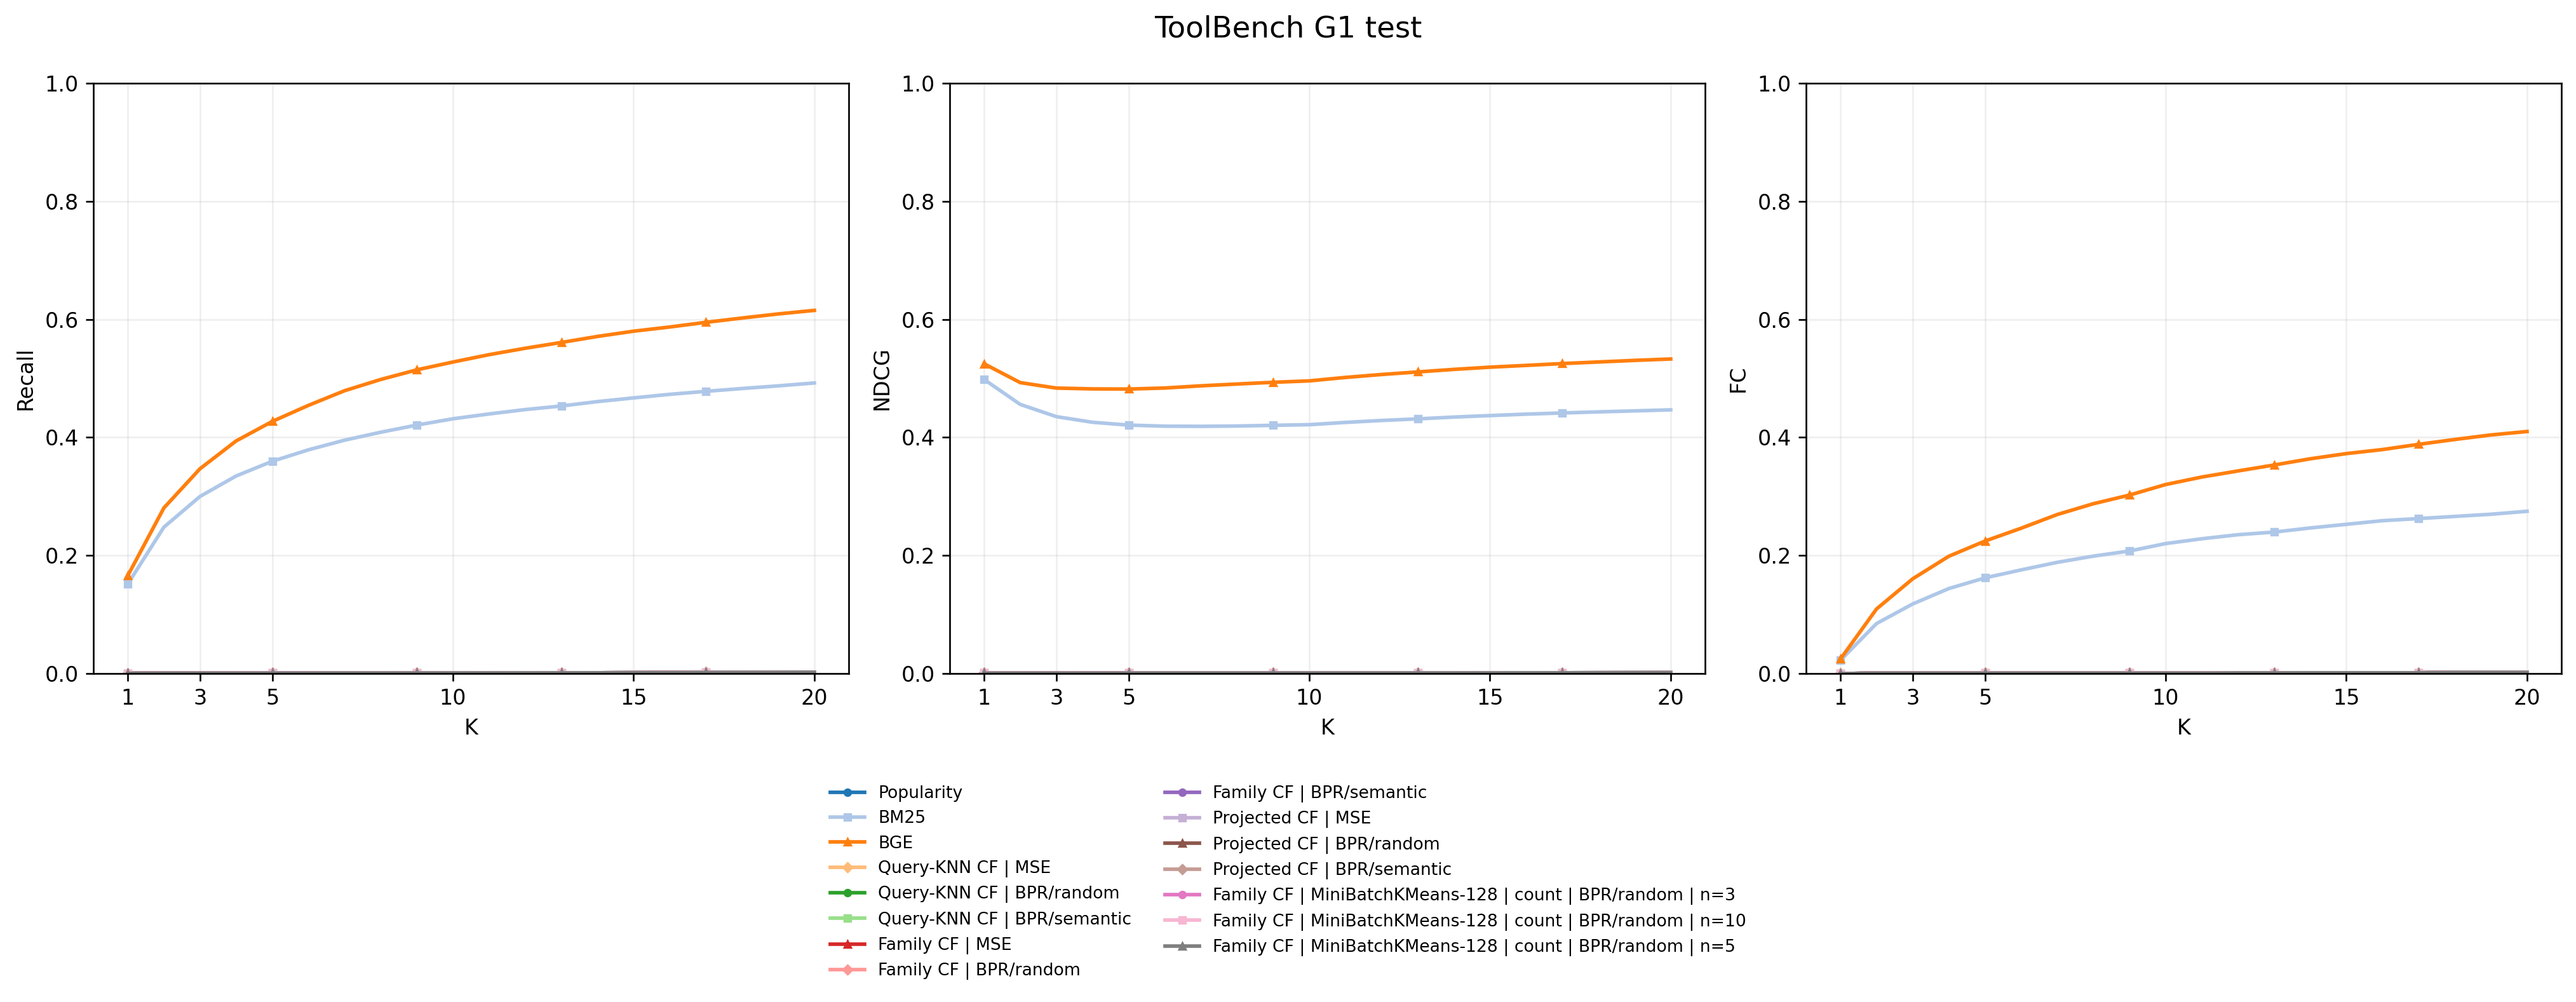 ToolBench G1 test
1.0
0.8
0.6
0.4
0.2
0.0
Recall
1 3 5 10 15 20
K
1.0
0.8
0.6
0.4
0.2
0.0
NDCG
1 3 5 10 15 20
K
1.0
0.8
0.6
0.4
0.2
0.0
FC
1 3 5 10 15 20
K
Popularity
BM25
BGE
Query-KNN CF | MSE
Query-KNN CF | BPR/random
Query-KNN CF | BPR/semantic
Family CF | MSE
Family CF | BPR/random
Family CF | BPR/semantic
Projected CF | MSE
Projected CF | BPR/random
Projected CF | BPR/semantic
Family CF | MiniBatchKMeans-128 | count | BPR/random | n=3
Family CF | MiniBatchKMeans-128 | count | BPR/random | n=10
Family CF | MiniBatchKMeans-128 | count | BPR/random | n=5